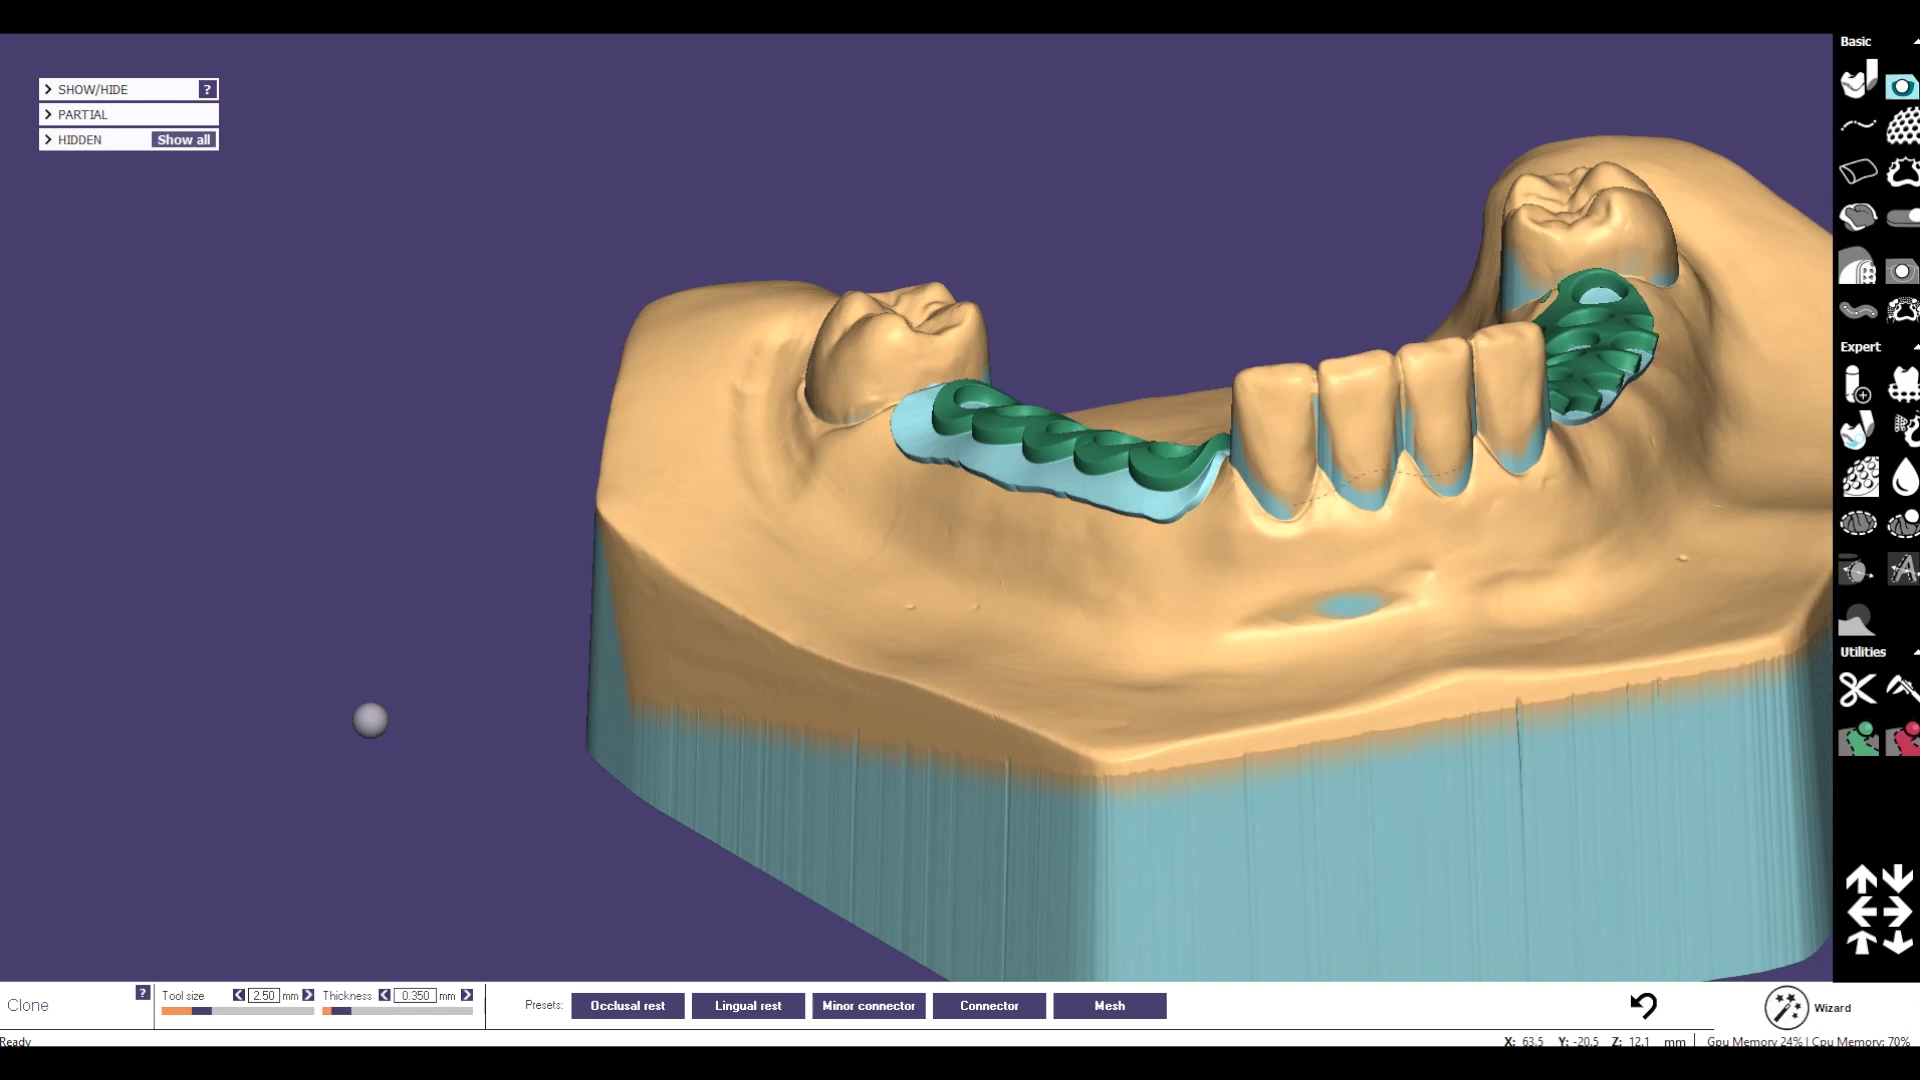 SHOW/HIDE ?
PARTIAL
HIDDEN Show all
Basic
Expert
Utilities
Clone ?
Tool size 2.50 mm Thickness 0.350 mm
Presets: Occlusal rest Lingual rest Minor connector Connector Mesh
Wizard
Ready
X: 63.5 Y: -20.5 Z: 12.1 mm Gpu Memory 24% | Cpu Memory: 70%